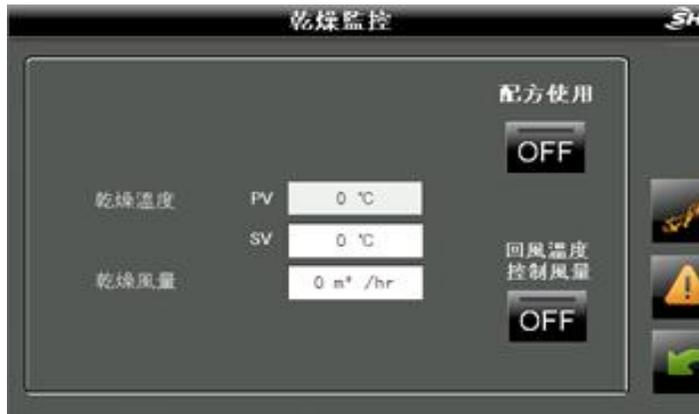 乾燥監控
配方使用
OFF
乾燥溫度 PV 0 ℃
SV 0 ℃
乾燥風量 0 m³ /hr
回風溫度
控制風量
OFF